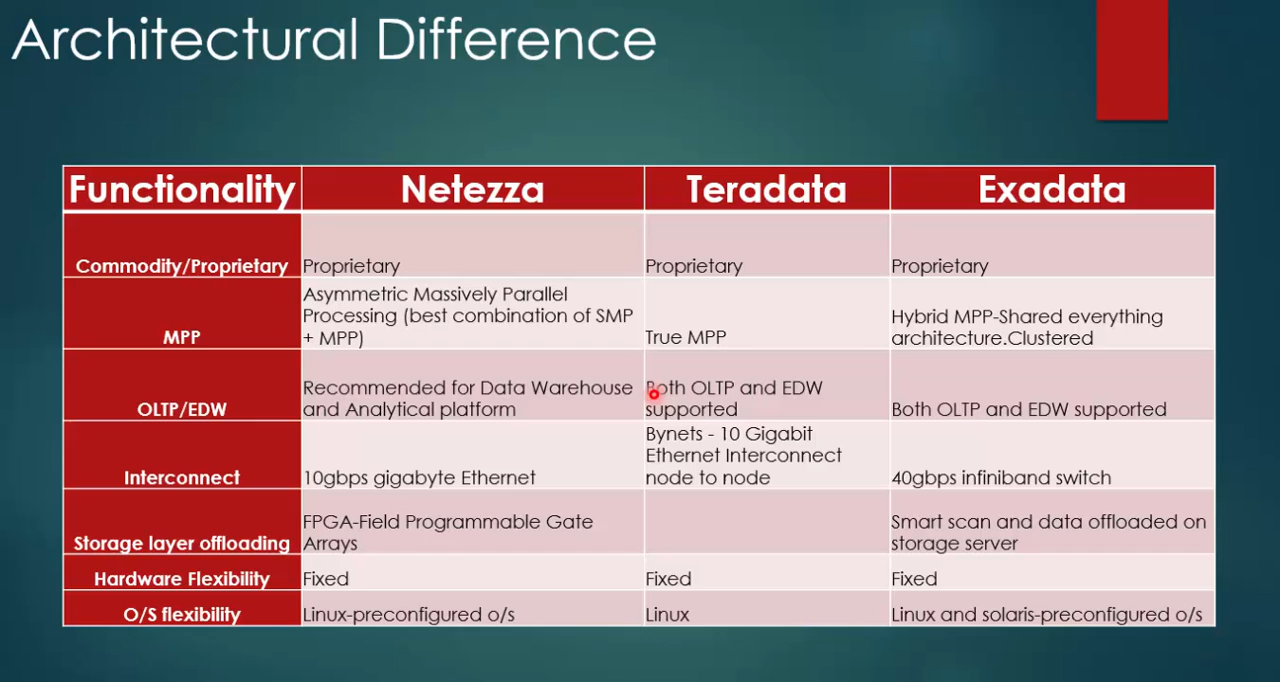 Architectural Difference
Functionality Netezza Teradata Exadata
Commodity/Proprietary Proprietary Proprietary Proprietary
MPP
Asymmetric Massively Parallel
Processing (best combination of SMP
+ MPP)
True MPP
Hybrid MPP-Shared everything
architecture.Clustered
OLTP/EDW
Recommended for Data Warehouse
and Analytical platform
Both OLTP and EDW
supported
Both OLTP and EDW supported
Interconnect
10gbps gigabyte Ethernet
Bynets - 10 Gigabit
Ethernet Interconnect
node to node
40gbps infiniband switch
Storage layer offloading
FPGA-Field Programmable Gate
Arrays
Smart scan and data offloaded on
storage server
Hardware Flexibility Fixed Fixed Fixed
O/S flexibility Linux-preconfigured o/s Linux Linux and solaris-preconfigured o/s